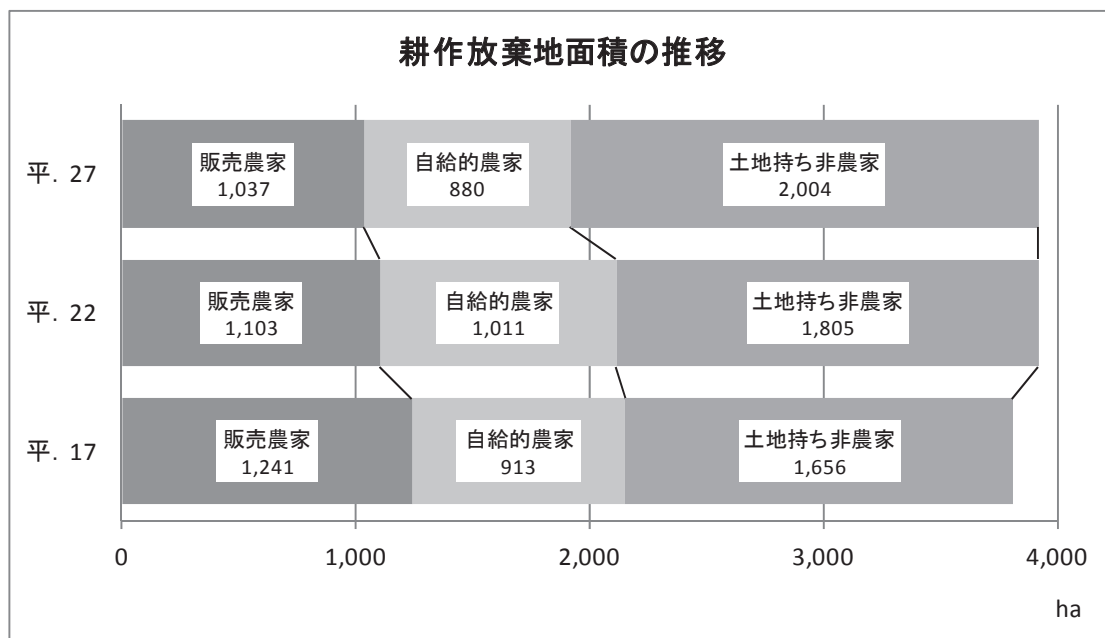 耕作放棄地面積の推移
平. 27
販売農家
1,037
自給的農家
880
土地持ち非農家
2,004
平. 22
販売農家
1,103
自給的農家
1,011
土地持ち非農家
1,805
平. 17
販売農家
1,241
自給的農家
913
土地持ち非農家
1,656
0 1,000 2,000 3,000 4,000
ha